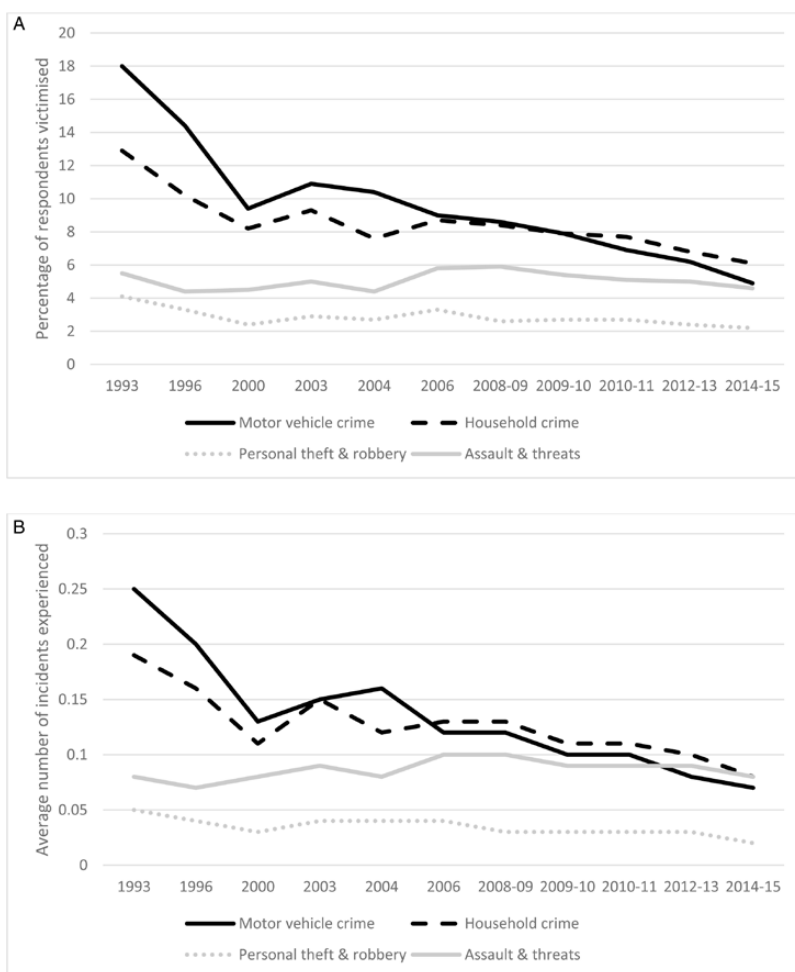 A
Percentage of respondents victimised
20
18
16
14
12
10
8
6
4
2
0
1993 1996 2000 2003 2004 2006 2008-09 2009-10 2010-11 2012-13 2014-15
Motor vehicle crime Household crime
Personal theft & robbery Assault & threats
B
Average number of incidents experienced
0.3
0.25
0.2
0.15
0.1
0.05
0
1993 1996 2000 2003 2004 2006 2008-09 2009-10 2010-11 2012-13 2014-15
Motor vehicle crime Household crime
Personal theft & robbery Assault & threats